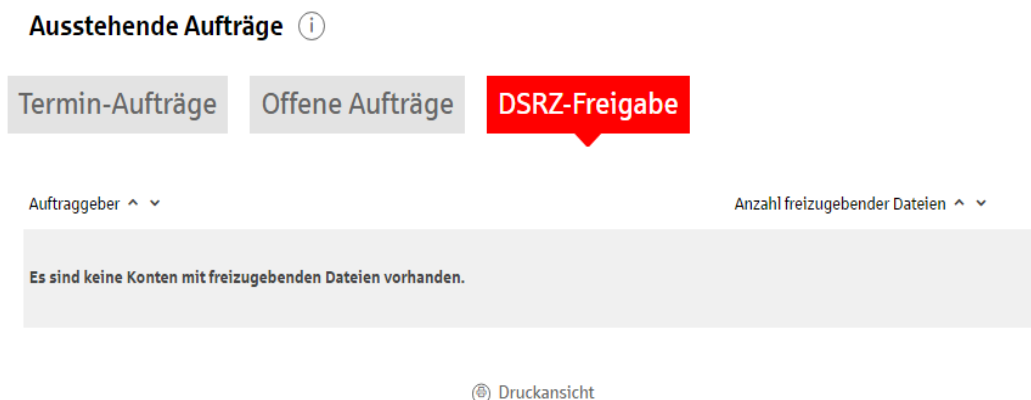 Ausstehende Aufträge
Termin-Aufträge Offene Aufträge DSRZ-Freigabe
Auftraggeber Anzahl freizugebender Dateien
Es sind keine Konten mit freizugebenden Dateien vorhanden.
Druckansicht